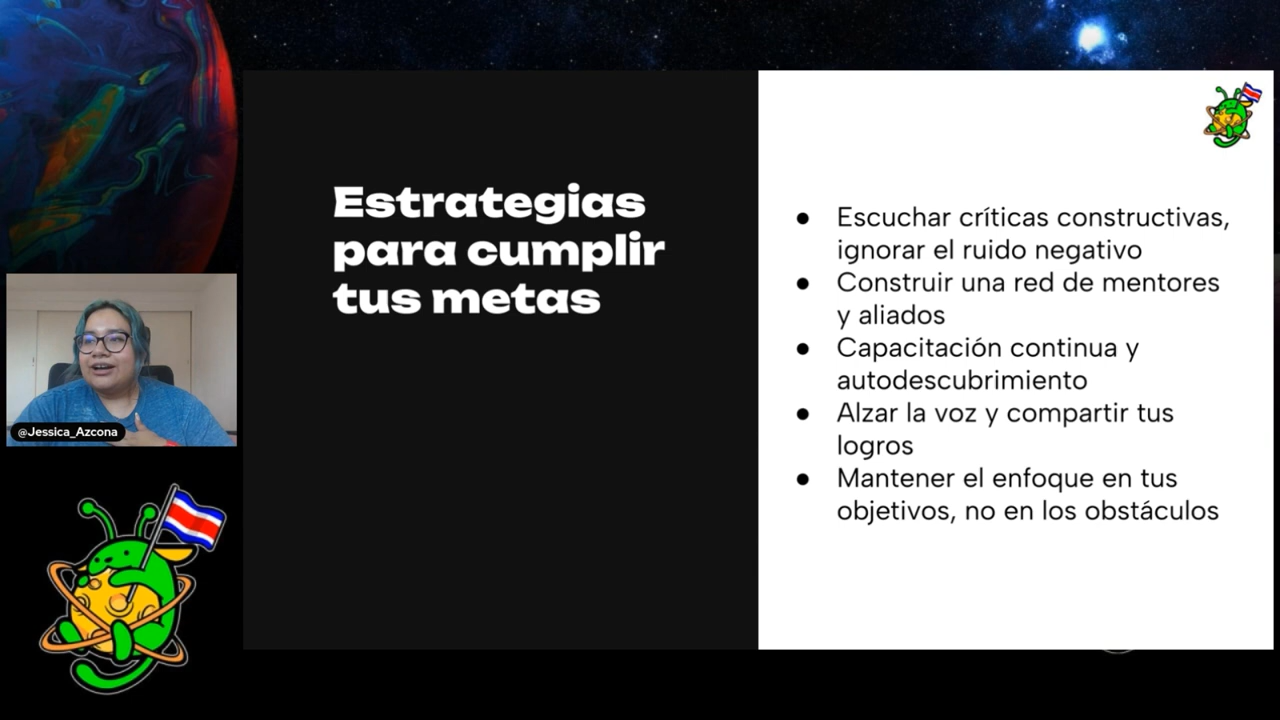 Estrategias
para cumplir
tus metas
● Escuchar críticas constructivas,
ignorar el ruido negativo
● Construir una red de mentores
y aliados
● Capacitación continua y
autodescubrimiento
● Alzar la voz y compartir tus
logros
● Mantener el enfoque en tus
objetivos, no en los obstáculos
@Jessica_Azcona